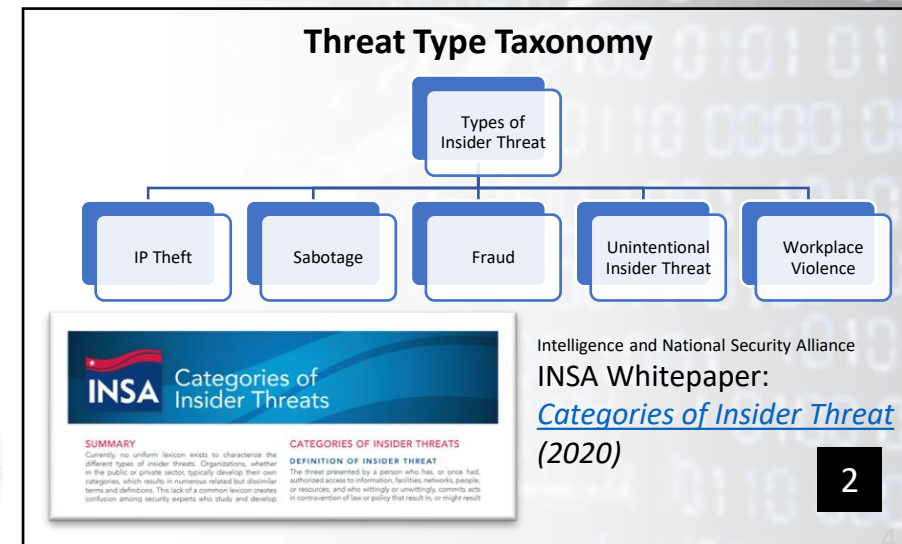 Threat Type Taxonomy
Types of
Insider Threat
IP Theft
Sabotage
Fraud
Unintentional
Insider Threat
Workplace
Violence
INSA
Categories of
Insider Threats
SUMMARY
Currently, no uniform lexicon exists to characterize the
different types of insider threats. Organizations, whether
in the public or private sector, typically develop their own
categories, which results in numerous related but dissimilar
terms and definitions. This lack of a common lexicon creates
confusion among security experts who study and develop
CATEGORIES OF INSIDER THREATS
DEFINITION OF INSIDER THREAT
The threat presented by a person who has, or once had,
authorized access to information, facilities, networks, people,
or resources; and who wittingly or unwittingly, commits acts
in contravention of law or policy that result in, or might result
Intelligence and National Security Alliance
INSA Whitepaper:
Categories of Insider Threat
(2020)
2
4